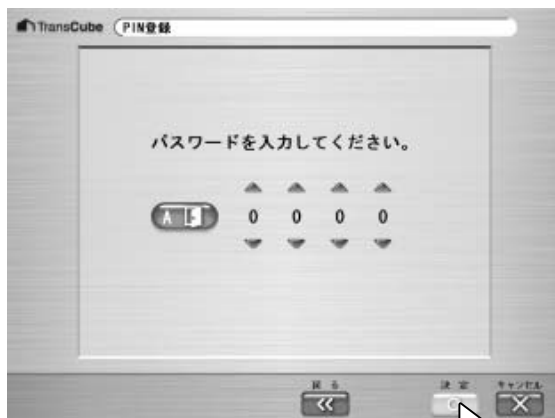 TransCube
PIN登録
パスワードを入力してください。
A 0 0 0 0
戻る 決定 キャンセル